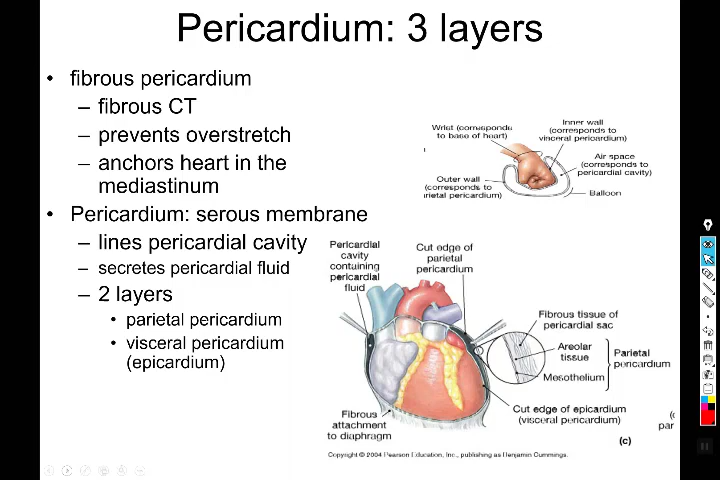 Pericardium: 3 layers
• fibrous pericardium
– fibrous CT
– prevents overstretch
– anchors heart in the
mediastinum
• Pericardium: serous membrane
– lines pericardial cavity
– secretes pericardial fluid
– 2 layers
• parietal pericardium
• visceral pericardium
(epicardium)
Wrist (corresponds
to base of heart)
Inner wall
(corresponds to
visceral pericardium)
Air space
(corresponds to
pericardial cavity)
Outer wall
(corresponds to
arietal pericardium)
Balloon
Pericardial
cavity
containing
pericardial
fluid
Cut edge of
parietal
pericardium
Fibrous tissue of
pericardial sac
Areolar
tissue
Mesothelium
Parietal
pericardium
Cut edge of epicardium
(visceral pericardium)
Fibrous
attachment
to diaphragm
(c
par
(c)
Copyright © 2004 Pearson Education, Inc., publishing as Benjamin Cummings.